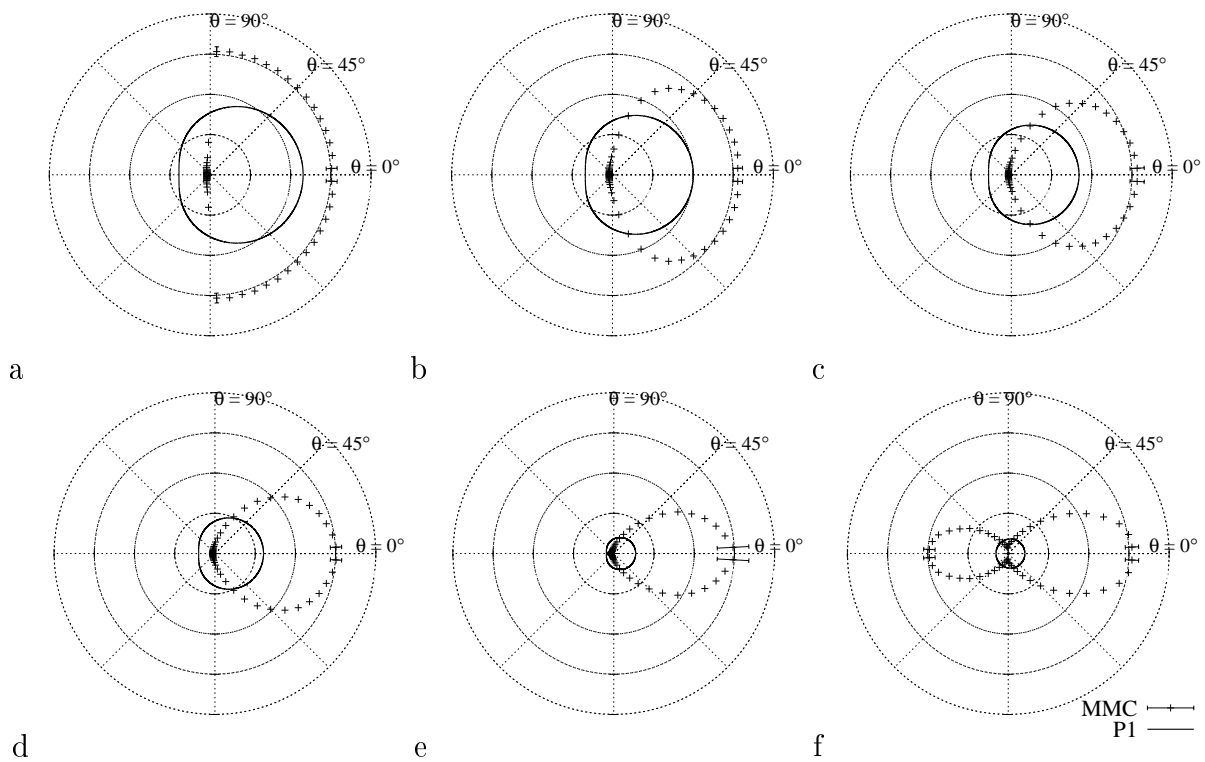 θ = 90°
θ = 45°
θ = 0°
a
θ = 90°
θ = 45°
θ = 0°
b
θ = 90°
θ = 45°
θ = 0°
c
θ = 90°
θ = 45°
θ = 0°
d
θ = 90°
θ = 45°
θ = 0°
e
θ = 90°
θ = 45°
θ = 0°
f
MMC
P1